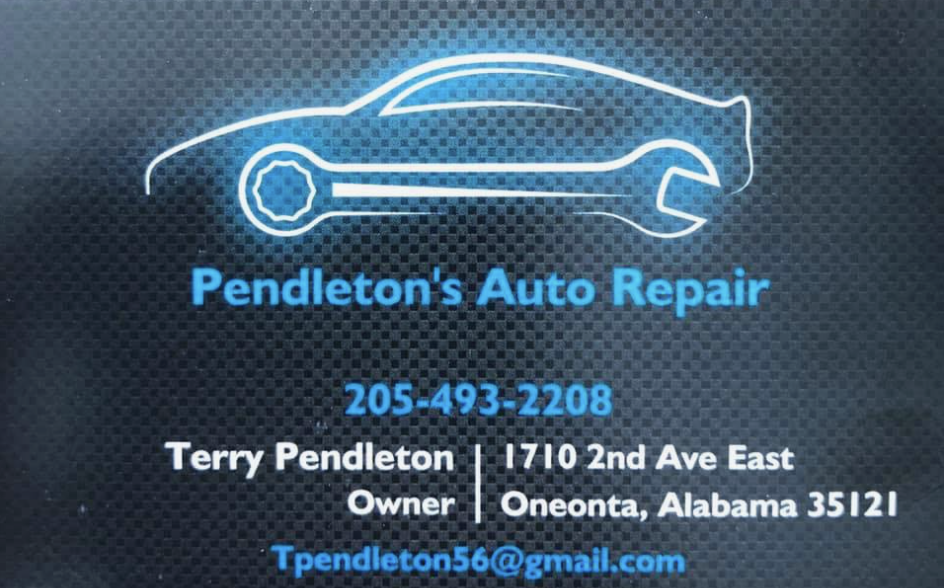 Pendleton's Auto Repair
205-493-2208
Terry Pendleton | 1710 2nd Ave East
Owner | Oneonta, Alabama 35121
Tpendleton56@gmail.com